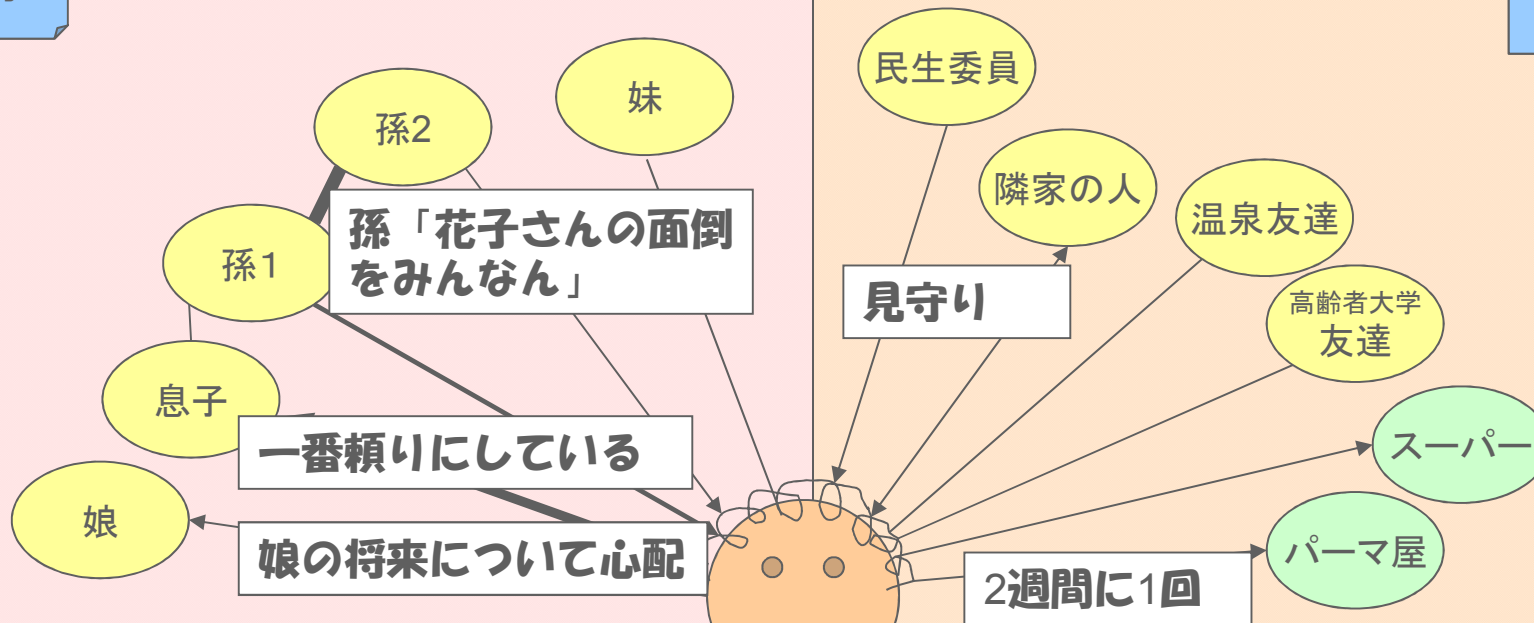 妹
孫2
孫「花子さんの面倒
をみんなん」
孫1
息子
一番頼りにしている
娘
娘の将来について心配
民生委員
隣家の人
温泉友達
見守り
高齢者大学
友達
スーパー
パーマ屋
2週間に1回